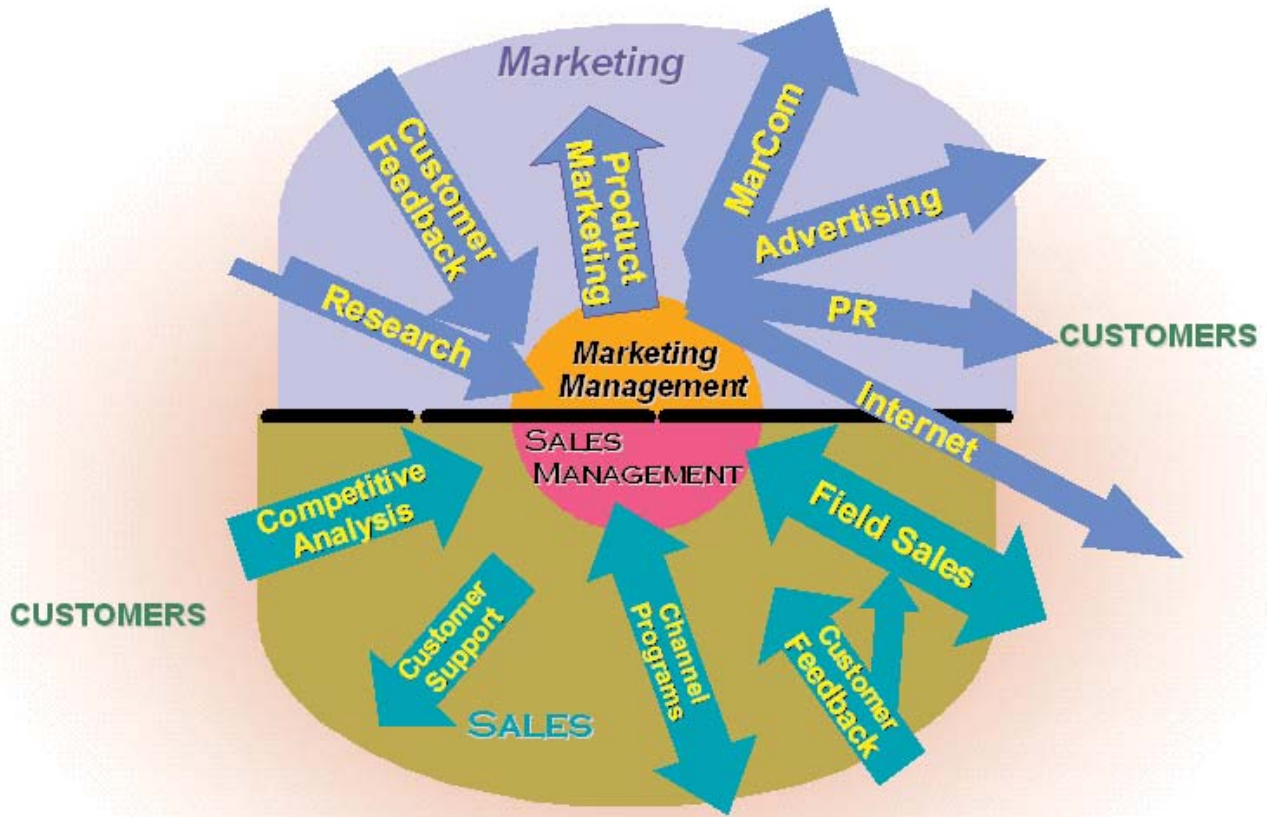 Marketing
Customer
Feedback
Product
Marketing
MarCom
Advertising
PR
Internet
Research
CUSTOMERS
Marketing
Management
SALES
MANAGEMENT
Competitive
Analysis
Field Sales
CUSTOMERS
Customer
Support
Channel
Programs
Customer
Feedback
SALES